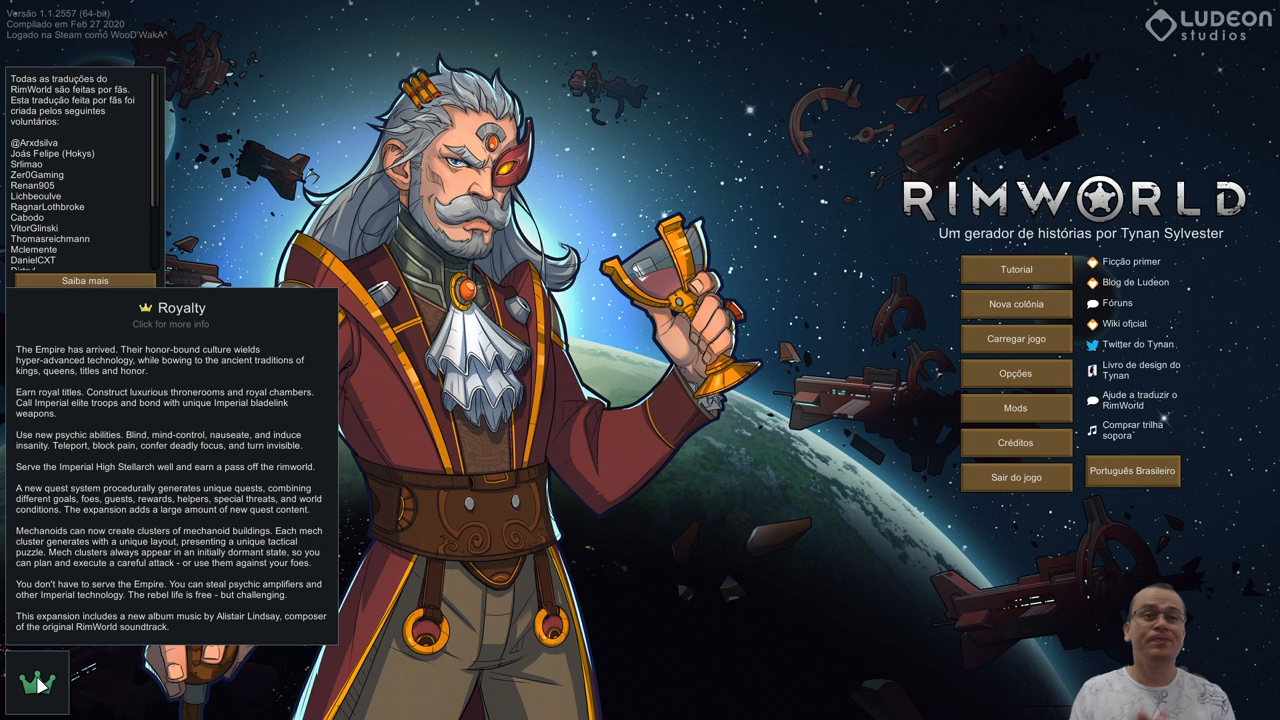 Versão 1.1.2557 (64-bit)
Compilado em Feb 27 2020
Logado na Steam como WooD'WakA^
LUDEON
studios
Todas as traduções do
RimWorld são feitas por fãs.
Esta tradução feita por fãs foi
criada pelos seguintes
voluntários:
@Arxdsilva
Joás Felipe (Hokys)
Srlimao
Zer0Gaming
Renan905
Lichbeoulve
RagnarLothbroke
Cabodo
VitorGlinski
Thomasreichmann
Mclemente
DanielCXT
Saiba mais
Royalty
Click for more info
The Empire has arrived. Their honor-bound culture wields
hyper-advanced technology, while bowing to the ancient traditions of
kings, queens, titles and honor.
Earn royal titles. Construct luxurious thronerooms and royal chambers.
Call Imperial elite troops and bond with unique Imperial bladelink
weapons.
Use new psychic abilities. Blind, mind-control, nauseate, and induce
insanity. Teleport, block pain, confer deadly focus, and turn invisible.
Serve the Imperial High Stellarch well and earn a pass off the rimworld.
A new quest system procedurally generates unique quests, combining
different goals, foes, guests, rewards, helpers, special threats, and world
conditions. The expansion adds a large amount of new quest content.
Mechanoids can now create clusters of mechanoid buildings. Each mech
cluster generates with a unique layout, presenting a unique tactical
puzzle. Mech clusters always appear in an initially dormant state, so you
can plan and execute a careful attack - or use them against your foes.
You don't have to serve the Empire. You can steal psychic amplifiers and
other Imperial technology. The rebel life is free - but challenging.
This expansion includes a new album music by Alistair Lindsay, composer
of the original RimWorld soundtrack.
RIMWORLD
Um gerador de histórias por Tynan Sylvester
Tutorial
Nova colônia
Carregar jogo
Opções
Mods
Créditos
Sair do jogo
Ficção primer
Blog de Ludeon
Fóruns
Wiki oficial
Twitter do Tynan
Livro de design do
Tynan
Ajude a traduzir o
RimWorld
Comprar trilha
sonora
Português Brasileiro